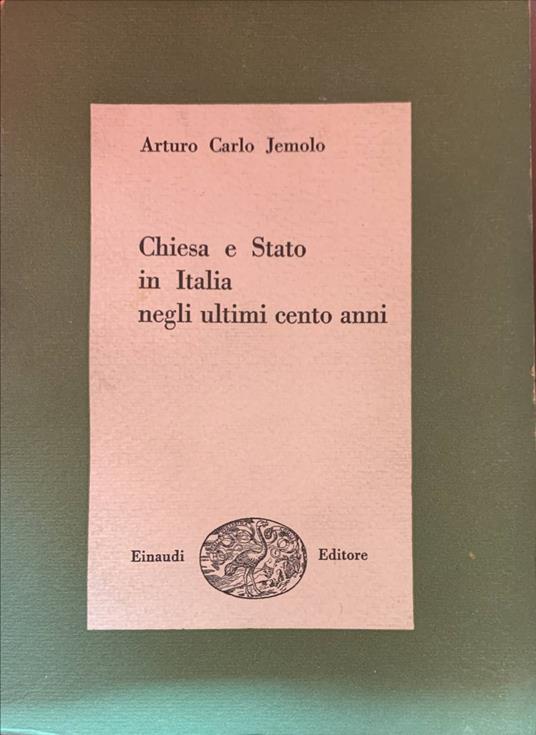 Arturo Carlo Jemolo
Chiesa e Stato
in Italia
negli ultimi cento anni
Einaudi Editore